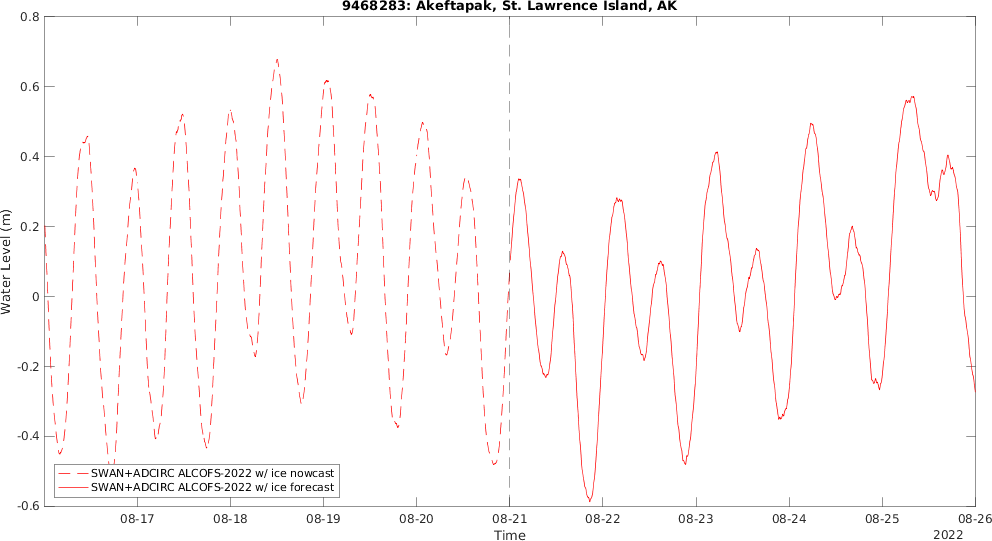 9468283: Akeftapak, St. Lawrence Island, AK
0.8
0.6
0.4
0.2
0
-0.2
-0.4
-0.6
Water Level (m)
SWAN+ADCIRC ALCOFS-2022 w/ ice nowcast
SWAN+ADCIRC ALCOFS-2022 w/ ice forecast
08-17 08-18 08-19 08-20 08-21 08-22 08-23 08-24 08-25 08-26
Time
2022